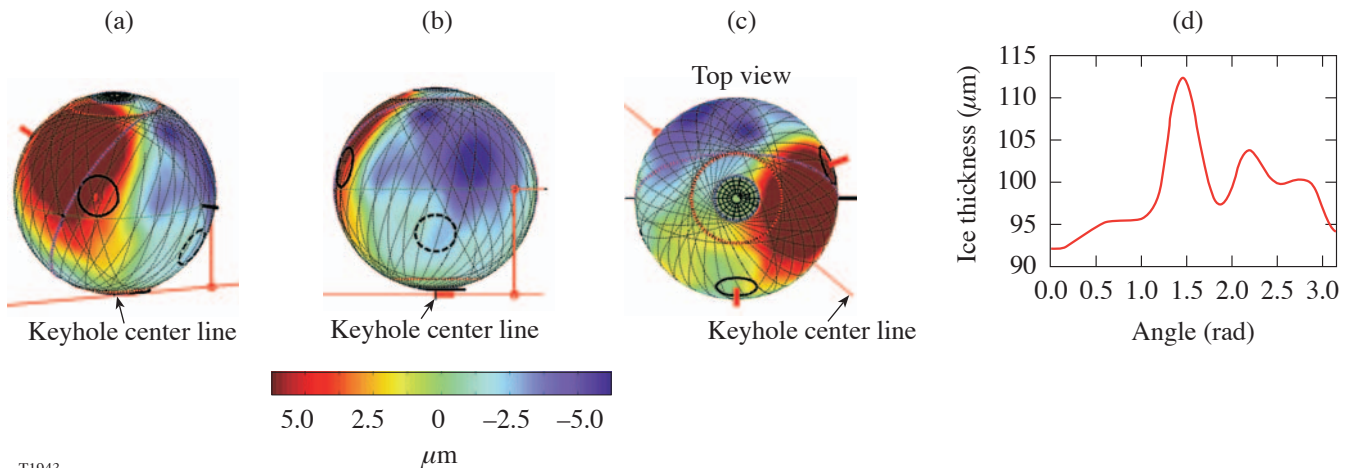 (a)
(b)
(c)
(d)
Top view
Keyhole center line
Keyhole center line
Keyhole center line
5.0 2.5 0 –2.5 –5.0
μm
Ice thickness (μm)
115
110
105
100
95
90
0.0 0.5 1.0 1.5 2.0 2.5 3.0
Angle (rad)